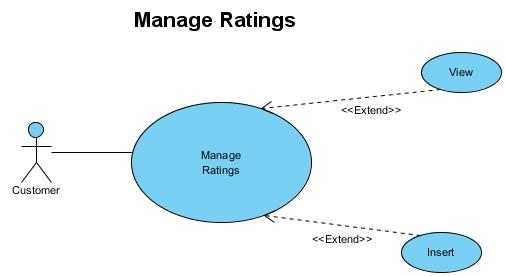 Manage Ratings
View
<<Extend>>
Manage
Ratings
Customer
<<Extend>>
Insert